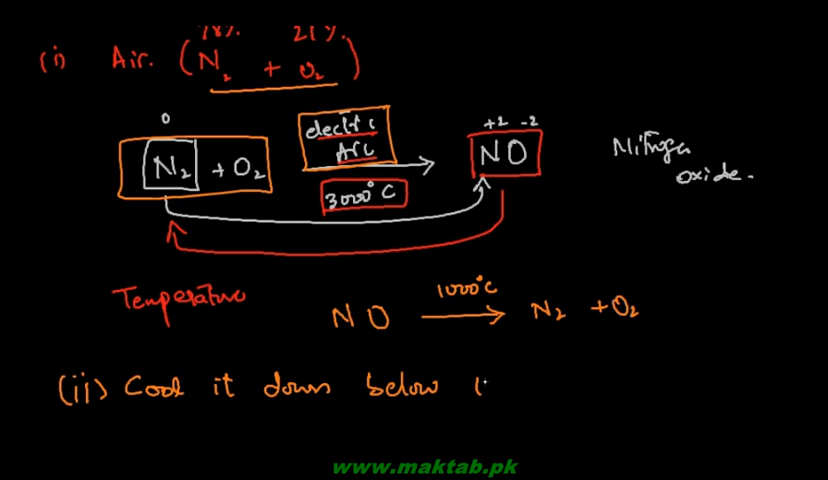 78%. 21%.
(i) Air. (N₂ + O₂)
0 +2 -2
N₂ + O₂ electric Arc 3000°C NO Nitrogen oxide.
Temperature
NO 1000°C N₂ + O₂
(ii) Cool it down below 1
www.maktab.pk